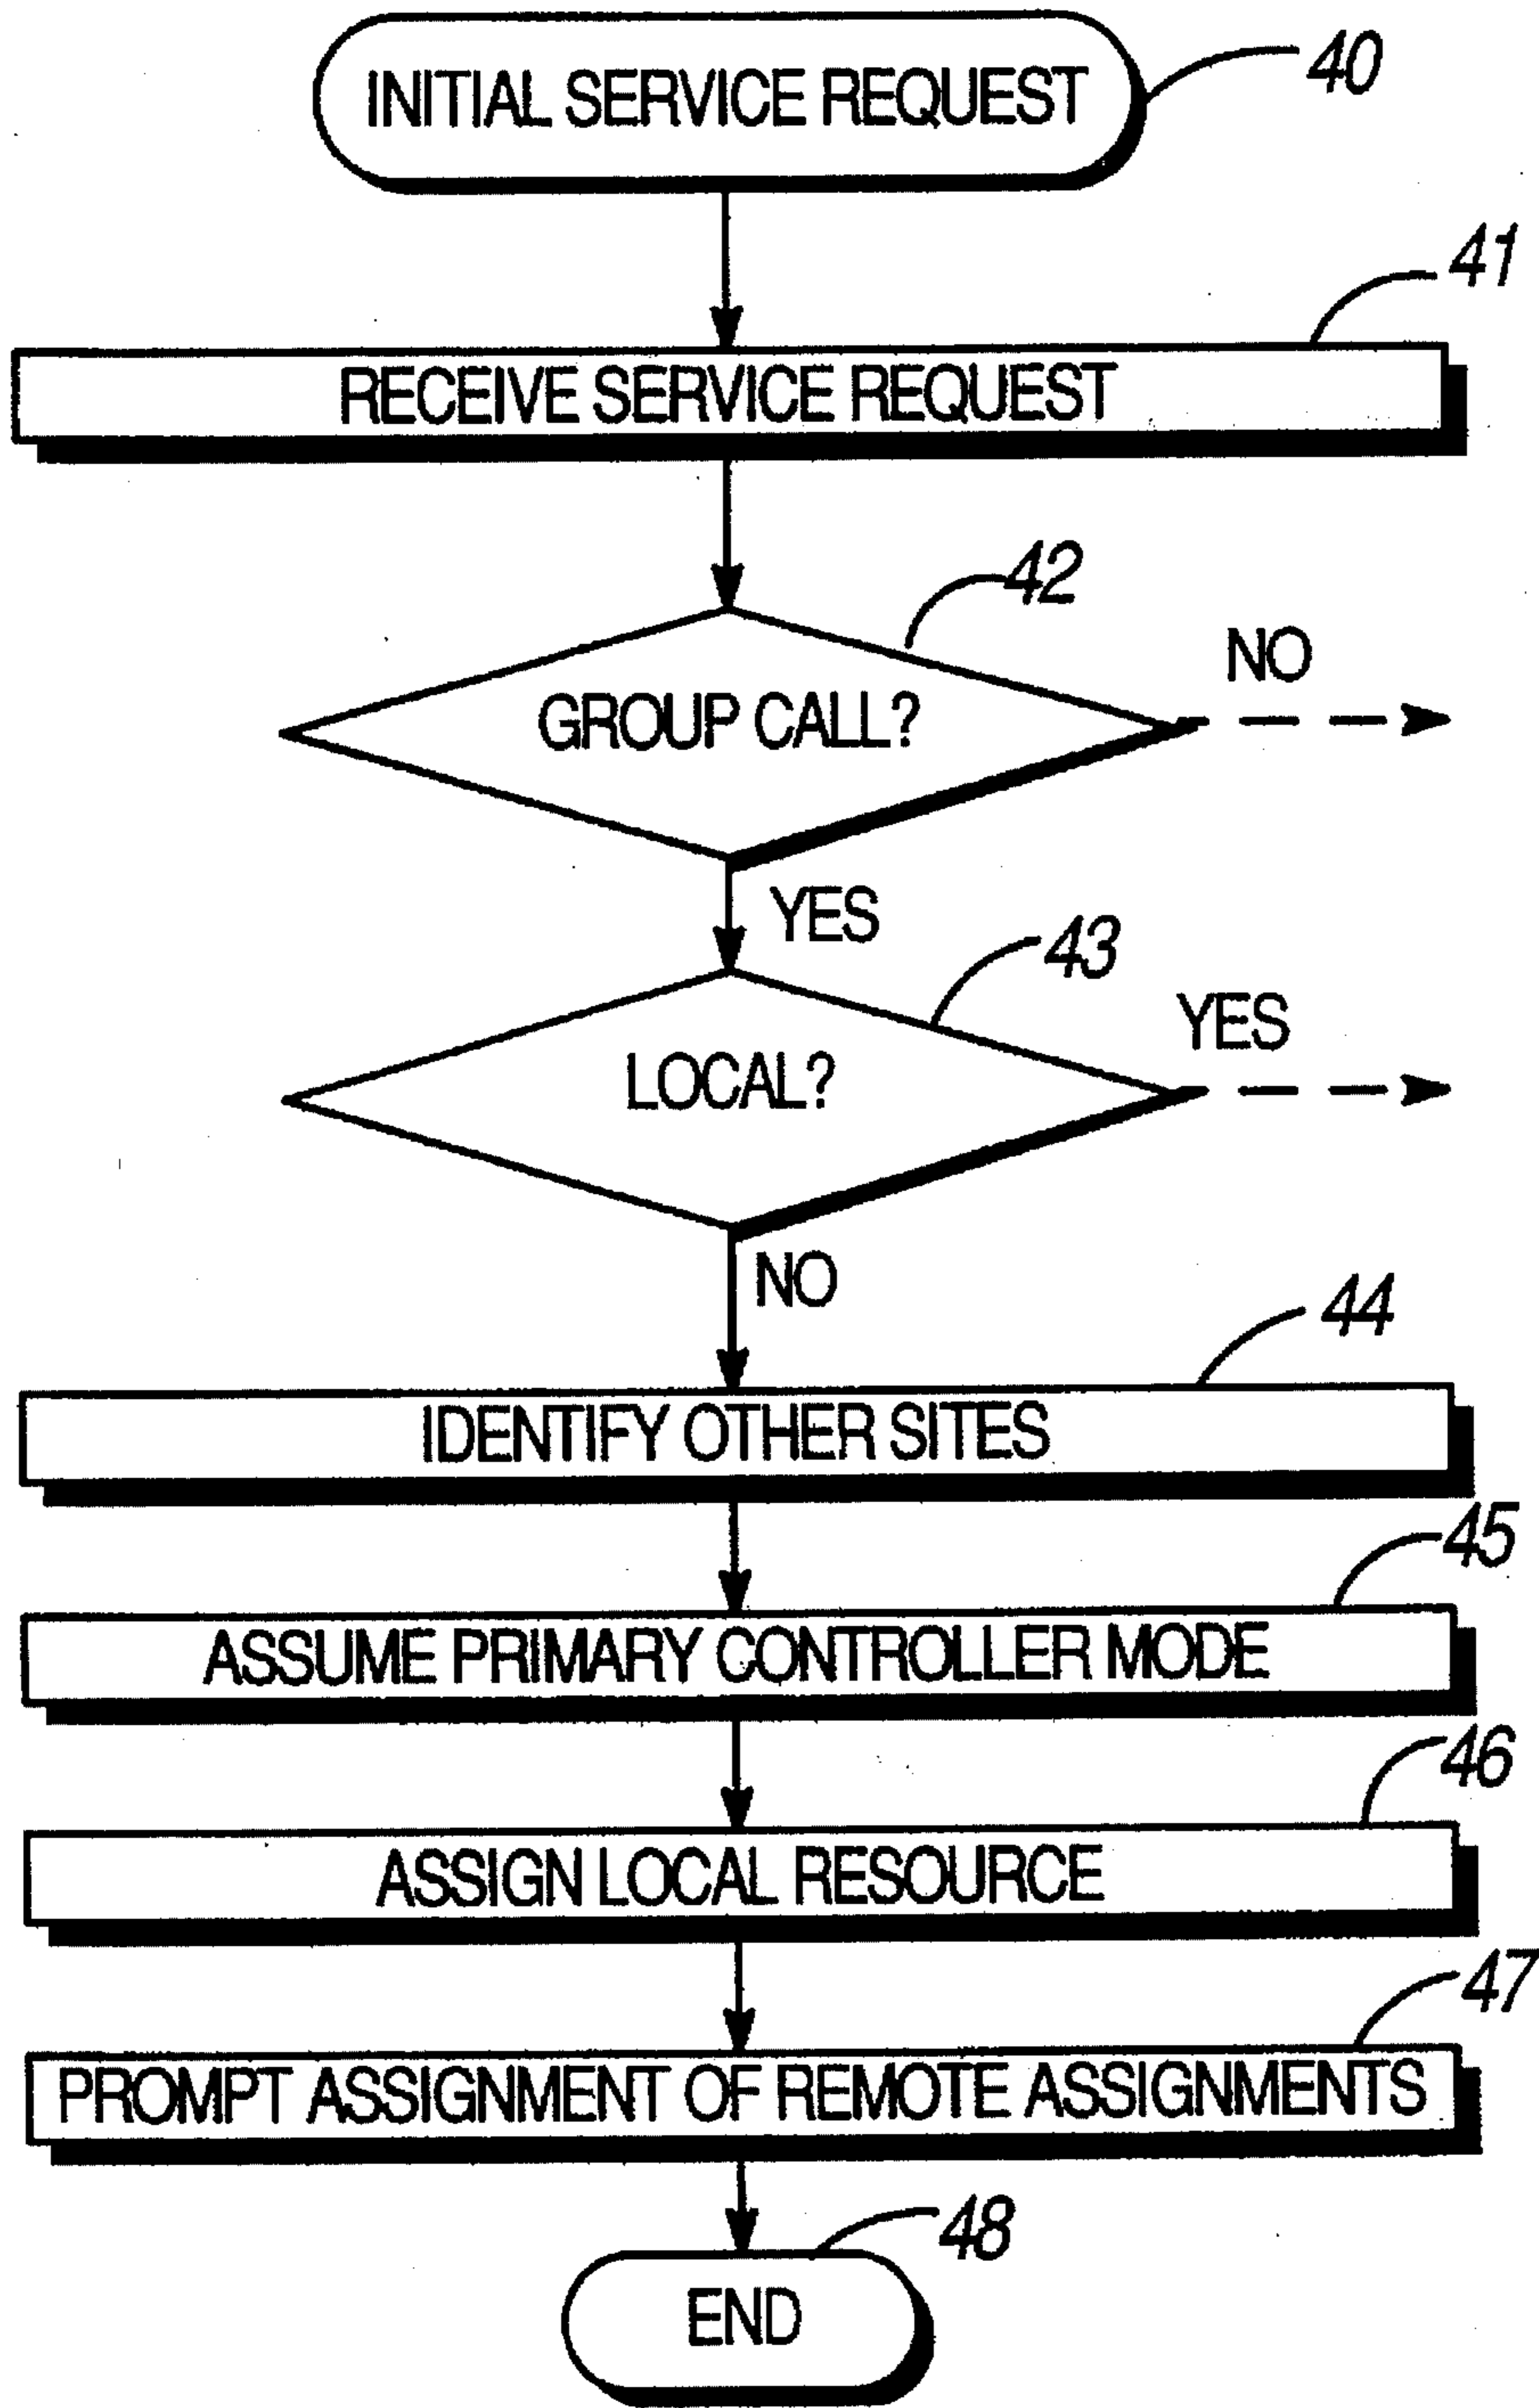 INITIAL SERVICE REQUEST
40
41
RECEIVE SERVICE REQUEST
42
NO
GROUP CALL?
YES
43
YES
LOCAL?
NO
44
IDENTIFY OTHER SITES
45
ASSUME PRIMARY CONTROLLER MODE
46
ASSIGN LOCAL RESOURCE
47
PROMPT ASSIGNMENT OF REMOTE ASSIGNMENTS
48
END